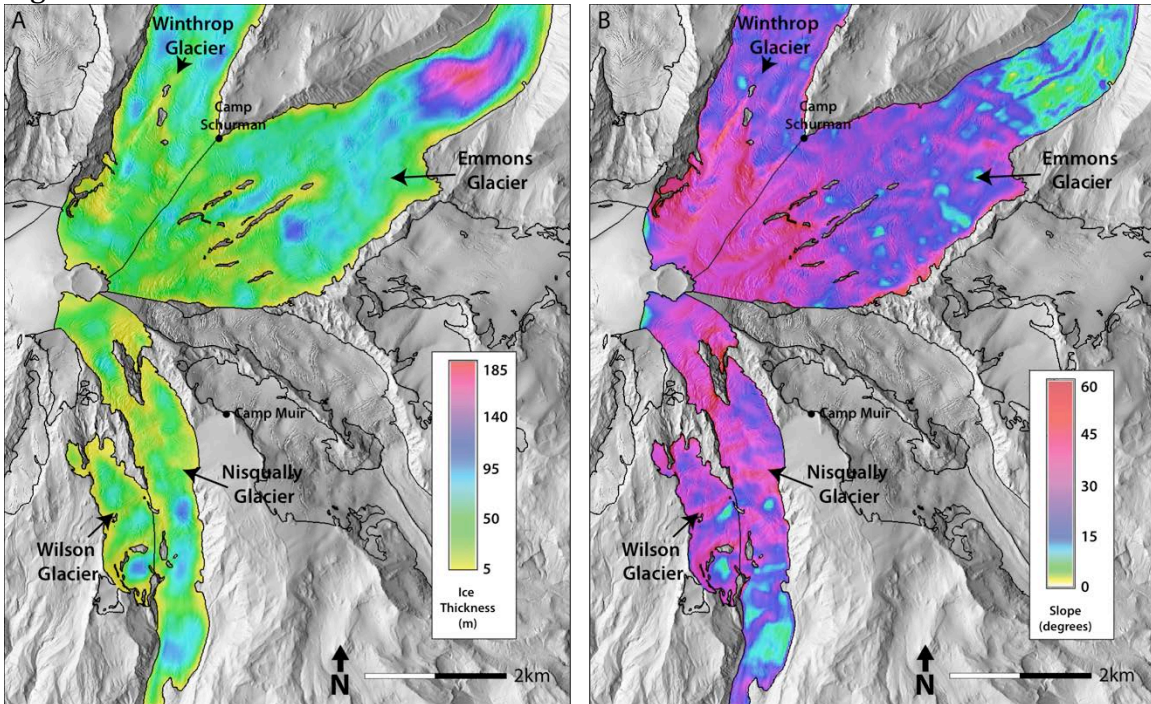 A
Winthrop
Glacier
Camp
Schurman
Emmons
Glacier
Camp Muir
Nisqually
Glacier
Wilson
Glacier
185
140
95
50
5
Ice
Thickness
(m)
N
2km
B
Winthrop
Glacier
Camp
Schurman
Emmons
Glacier
Camp Muir
Nisqually
Glacier
Wilson
Glacier
60
45
30
15
0
Slope
(degrees)
N
2km